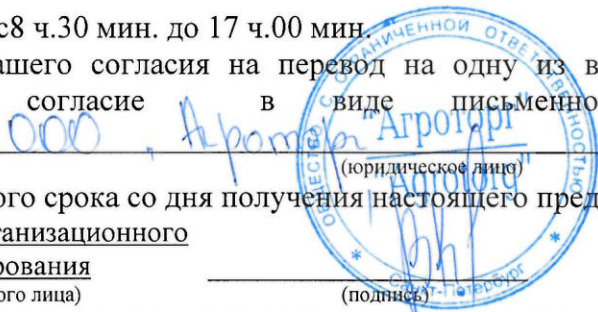 с8 ч.30 мин. до 17 ч.00 мин.
ашего согласия на перевод на одну из в
согласие в виде письменно
ООО "Агроторг"
(юридическое лицо)
ого срока со дня получения настоящего пред
ганизационного
рования
ого лица)
(подпись)
ОБЩЕСТВО С ОГРАНИЧЕННОЙ ОТВЕТСТВЕННОСТЬЮ
"Агроторг"
"Agrotorg"
Санкт-Петербург